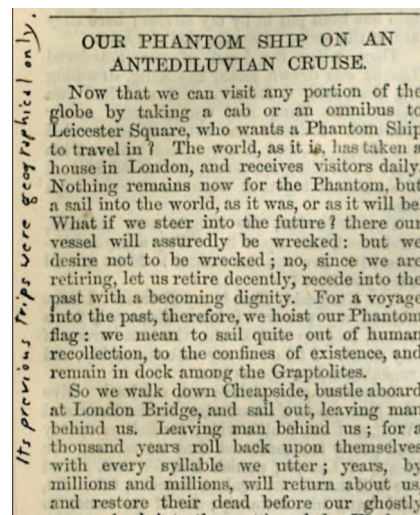 Its previous trips were geographical only.
OUR PHANTOM SHIP ON AN
ANTEDILUVIAN CRUISE.
Now that we can visit any portion of the
globe by taking a cab or an omnibus to
Leicester Square, who wants a Phantom Ship
to travel in? The world, as it is, has taken a
house in London, and receives visitors daily.
Nothing remains now for the Phantom, but
a sail into the world, as it was, or as it will be.
What if we steer into the future? there our
vessel will assuredly be wrecked: but we
desire not to be wrecked; no, since we are
retiring, let us retire decently, recede into the
past with a becoming dignity. For a voyage
into the past, therefore, we hoist our Phantom
flag: we mean to sail quite out of human
recollection, to the confines of existence, and
remain in dock among the Graptolites.
So we walk down Cheapside, bustle aboard
at London Bridge, and sail out, leaving man
behind us. Leaving man behind us; for a
thousand years roll back upon themselves
with every syllable we utter; years, by
millions and millions, will return about us,
and restore their dead before our ghostly